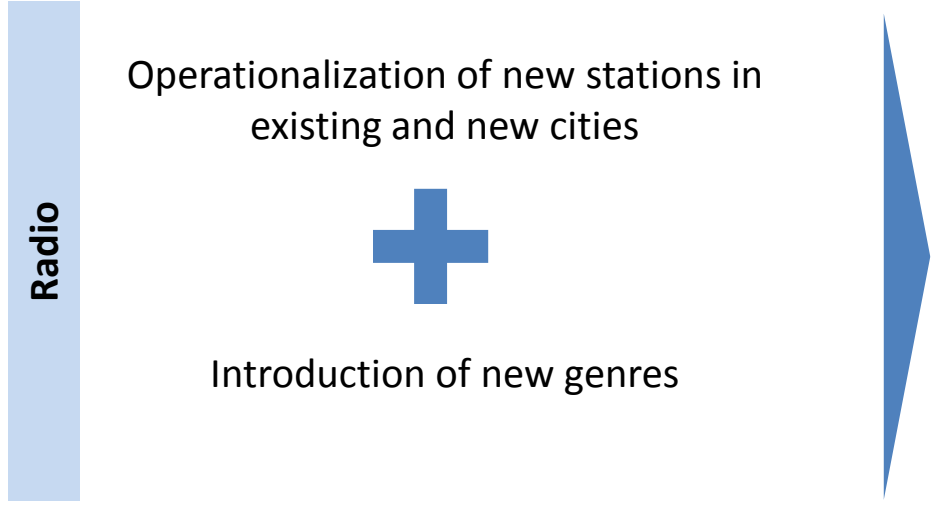 Radio
Operationalization of new stations in
existing and new cities
Introduction of new genres